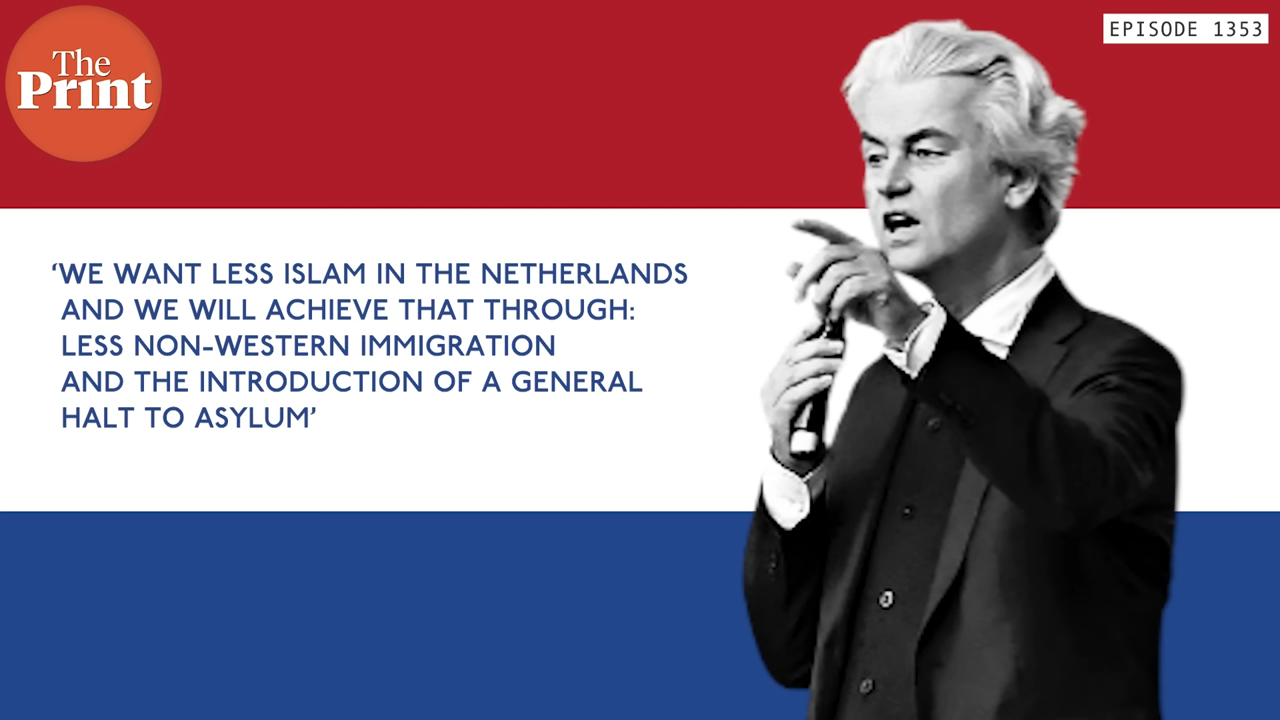 The
Print
EPISODE 1353
‘WE WANT LESS ISLAM IN THE NETHERLANDS
AND WE WILL ACHIEVE THAT THROUGH:
LESS NON-WESTERN IMMIGRATION
AND THE INTRODUCTION OF A GENERAL
HALT TO ASYLUM’